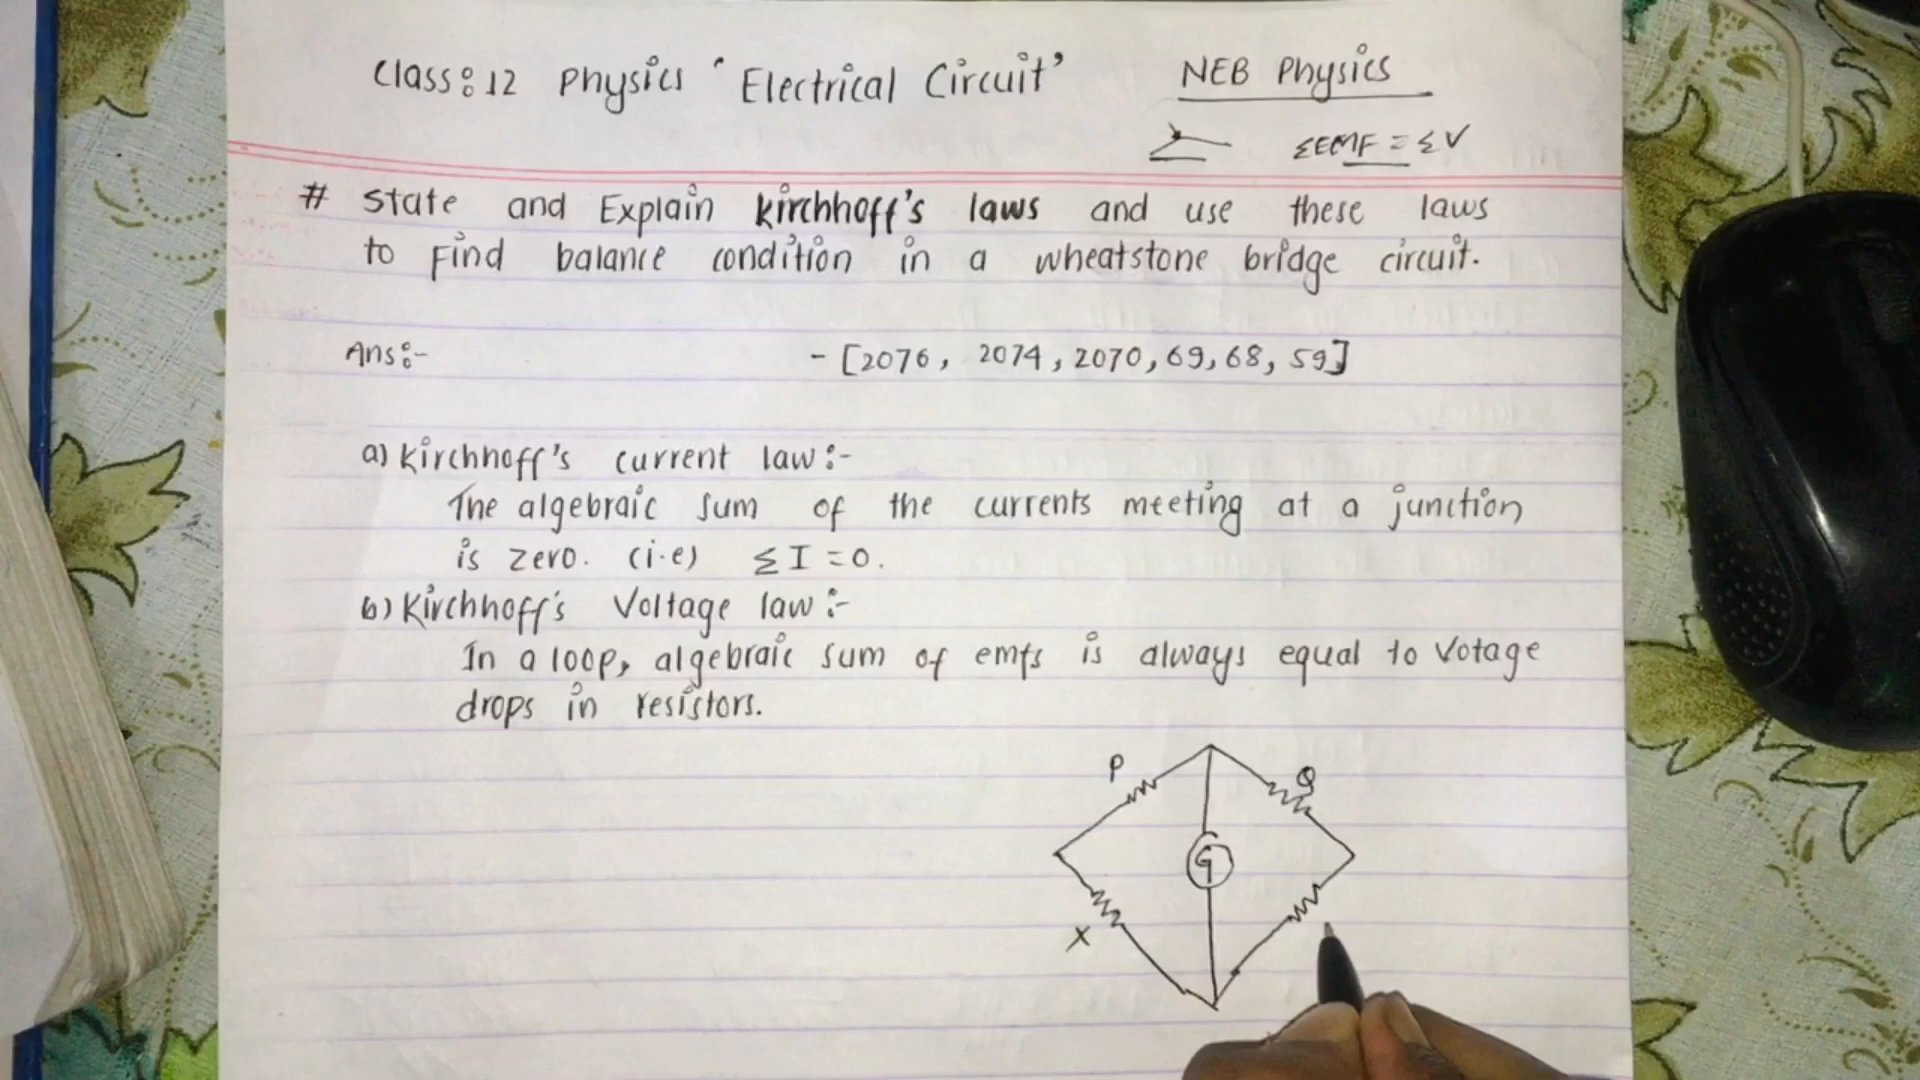 Class: 12 Physics ' Electrical Circuit'
NEB Physics
ΣEMF = ΣV
# State and Explain Kirchhoff's laws and use these laws
to Find balance condition in a wheatstone bridge circuit.
Ans:-
- [2076, 2074, 2070, 69, 68, 59]
a) Kirchhoff's current law:-
The algebraic sum of the currents meeting at a junction
is zero. (i.e) ΣI = 0.
b) Kirchhoff's Voltage law:-
In a loop, algebraic sum of emfs is always equal to Votage
drops in resistors.
P
Q
G
X